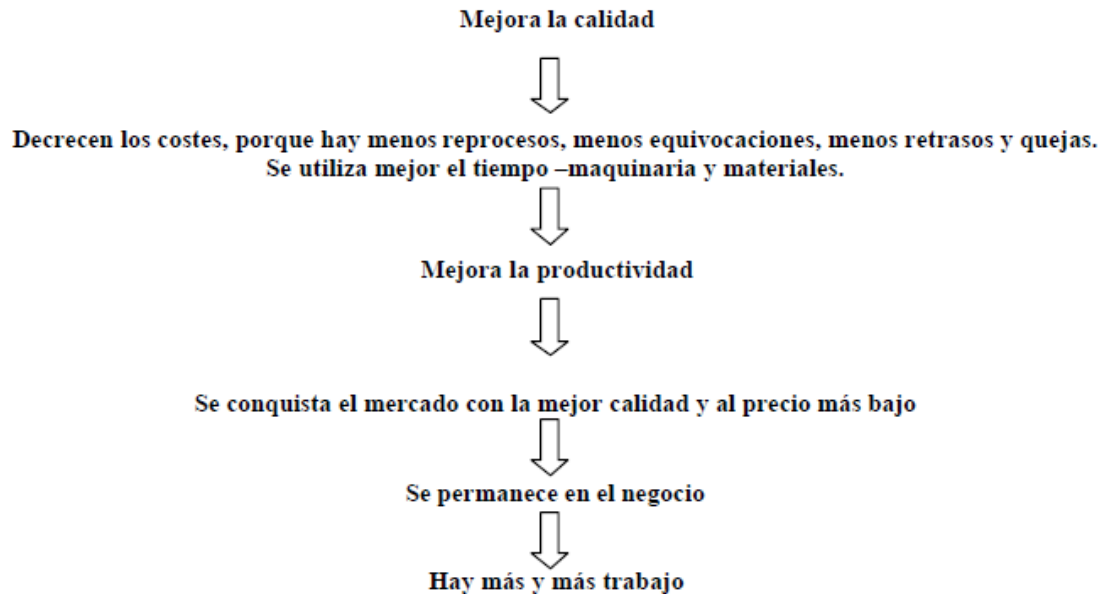 Mejora la calidad
Decrecen los costes, porque hay menos reprocesos, menos equivocaciones, menos retrasos y quejas.
Se utiliza mejor el tiempo –maquinaria y materiales.
Mejora la productividad
Se conquista el mercado con la mejor calidad y al precio más bajo
Se permanece en el negocio
Hay más y más trabajo